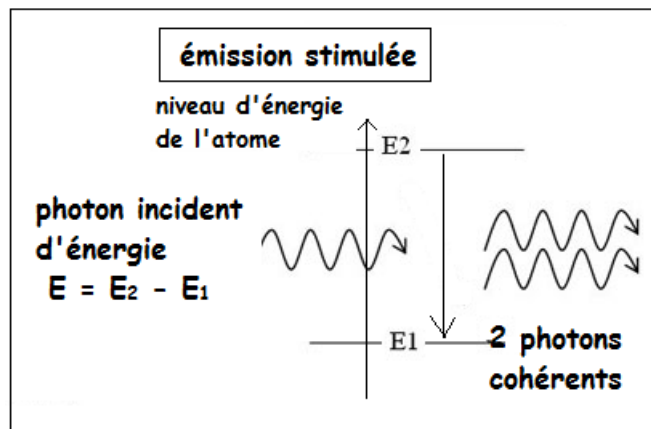 émission stimulée
niveau d'énergie
de l'atome
E2
photon incident
d'énergie
E = E₂ - E₁
E1
2 photons
cohérents